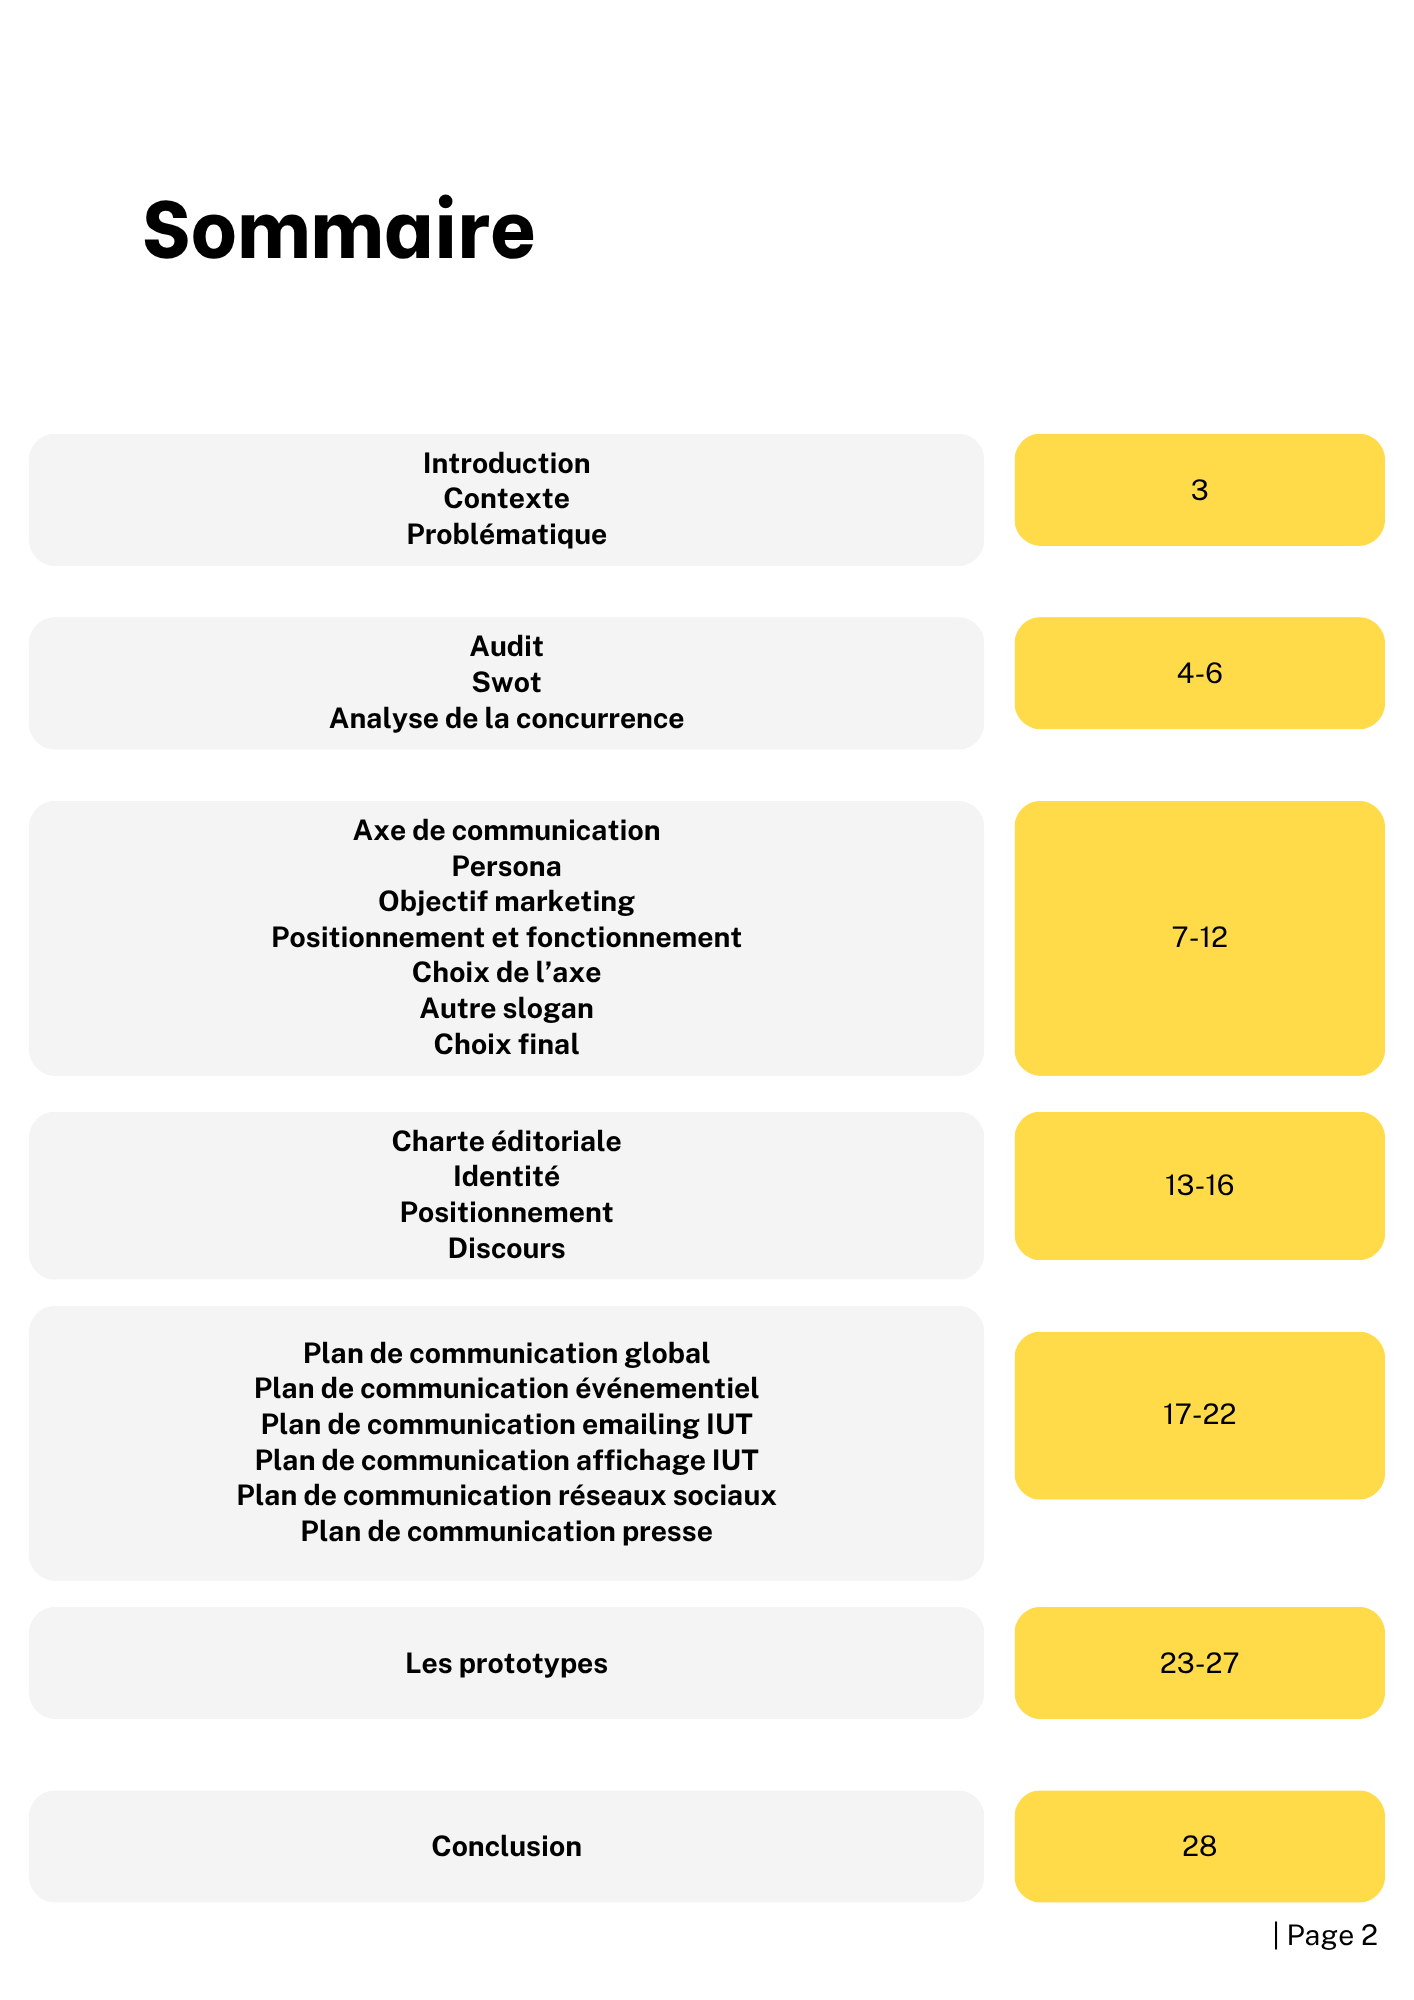 Sommaire
Introduction
Contexte
Problématique
3
Audit
Swot
Analyse de la concurrence
4-6
Axe de communication
Persona
Objectif marketing
Positionnement et fonctionnement
Choix de l’axe
Autre slogan
Choix final
7-12
Charte éditoriale
Identité
Positionnement
Discours
13-16
Plan de communication global
Plan de communication événementiel
Plan de communication emailing IUT
Plan de communication affichage IUT
Plan de communication réseaux sociaux
Plan de communication presse
17-22
Les prototypes
23-27
Conclusion
28
| Page 2